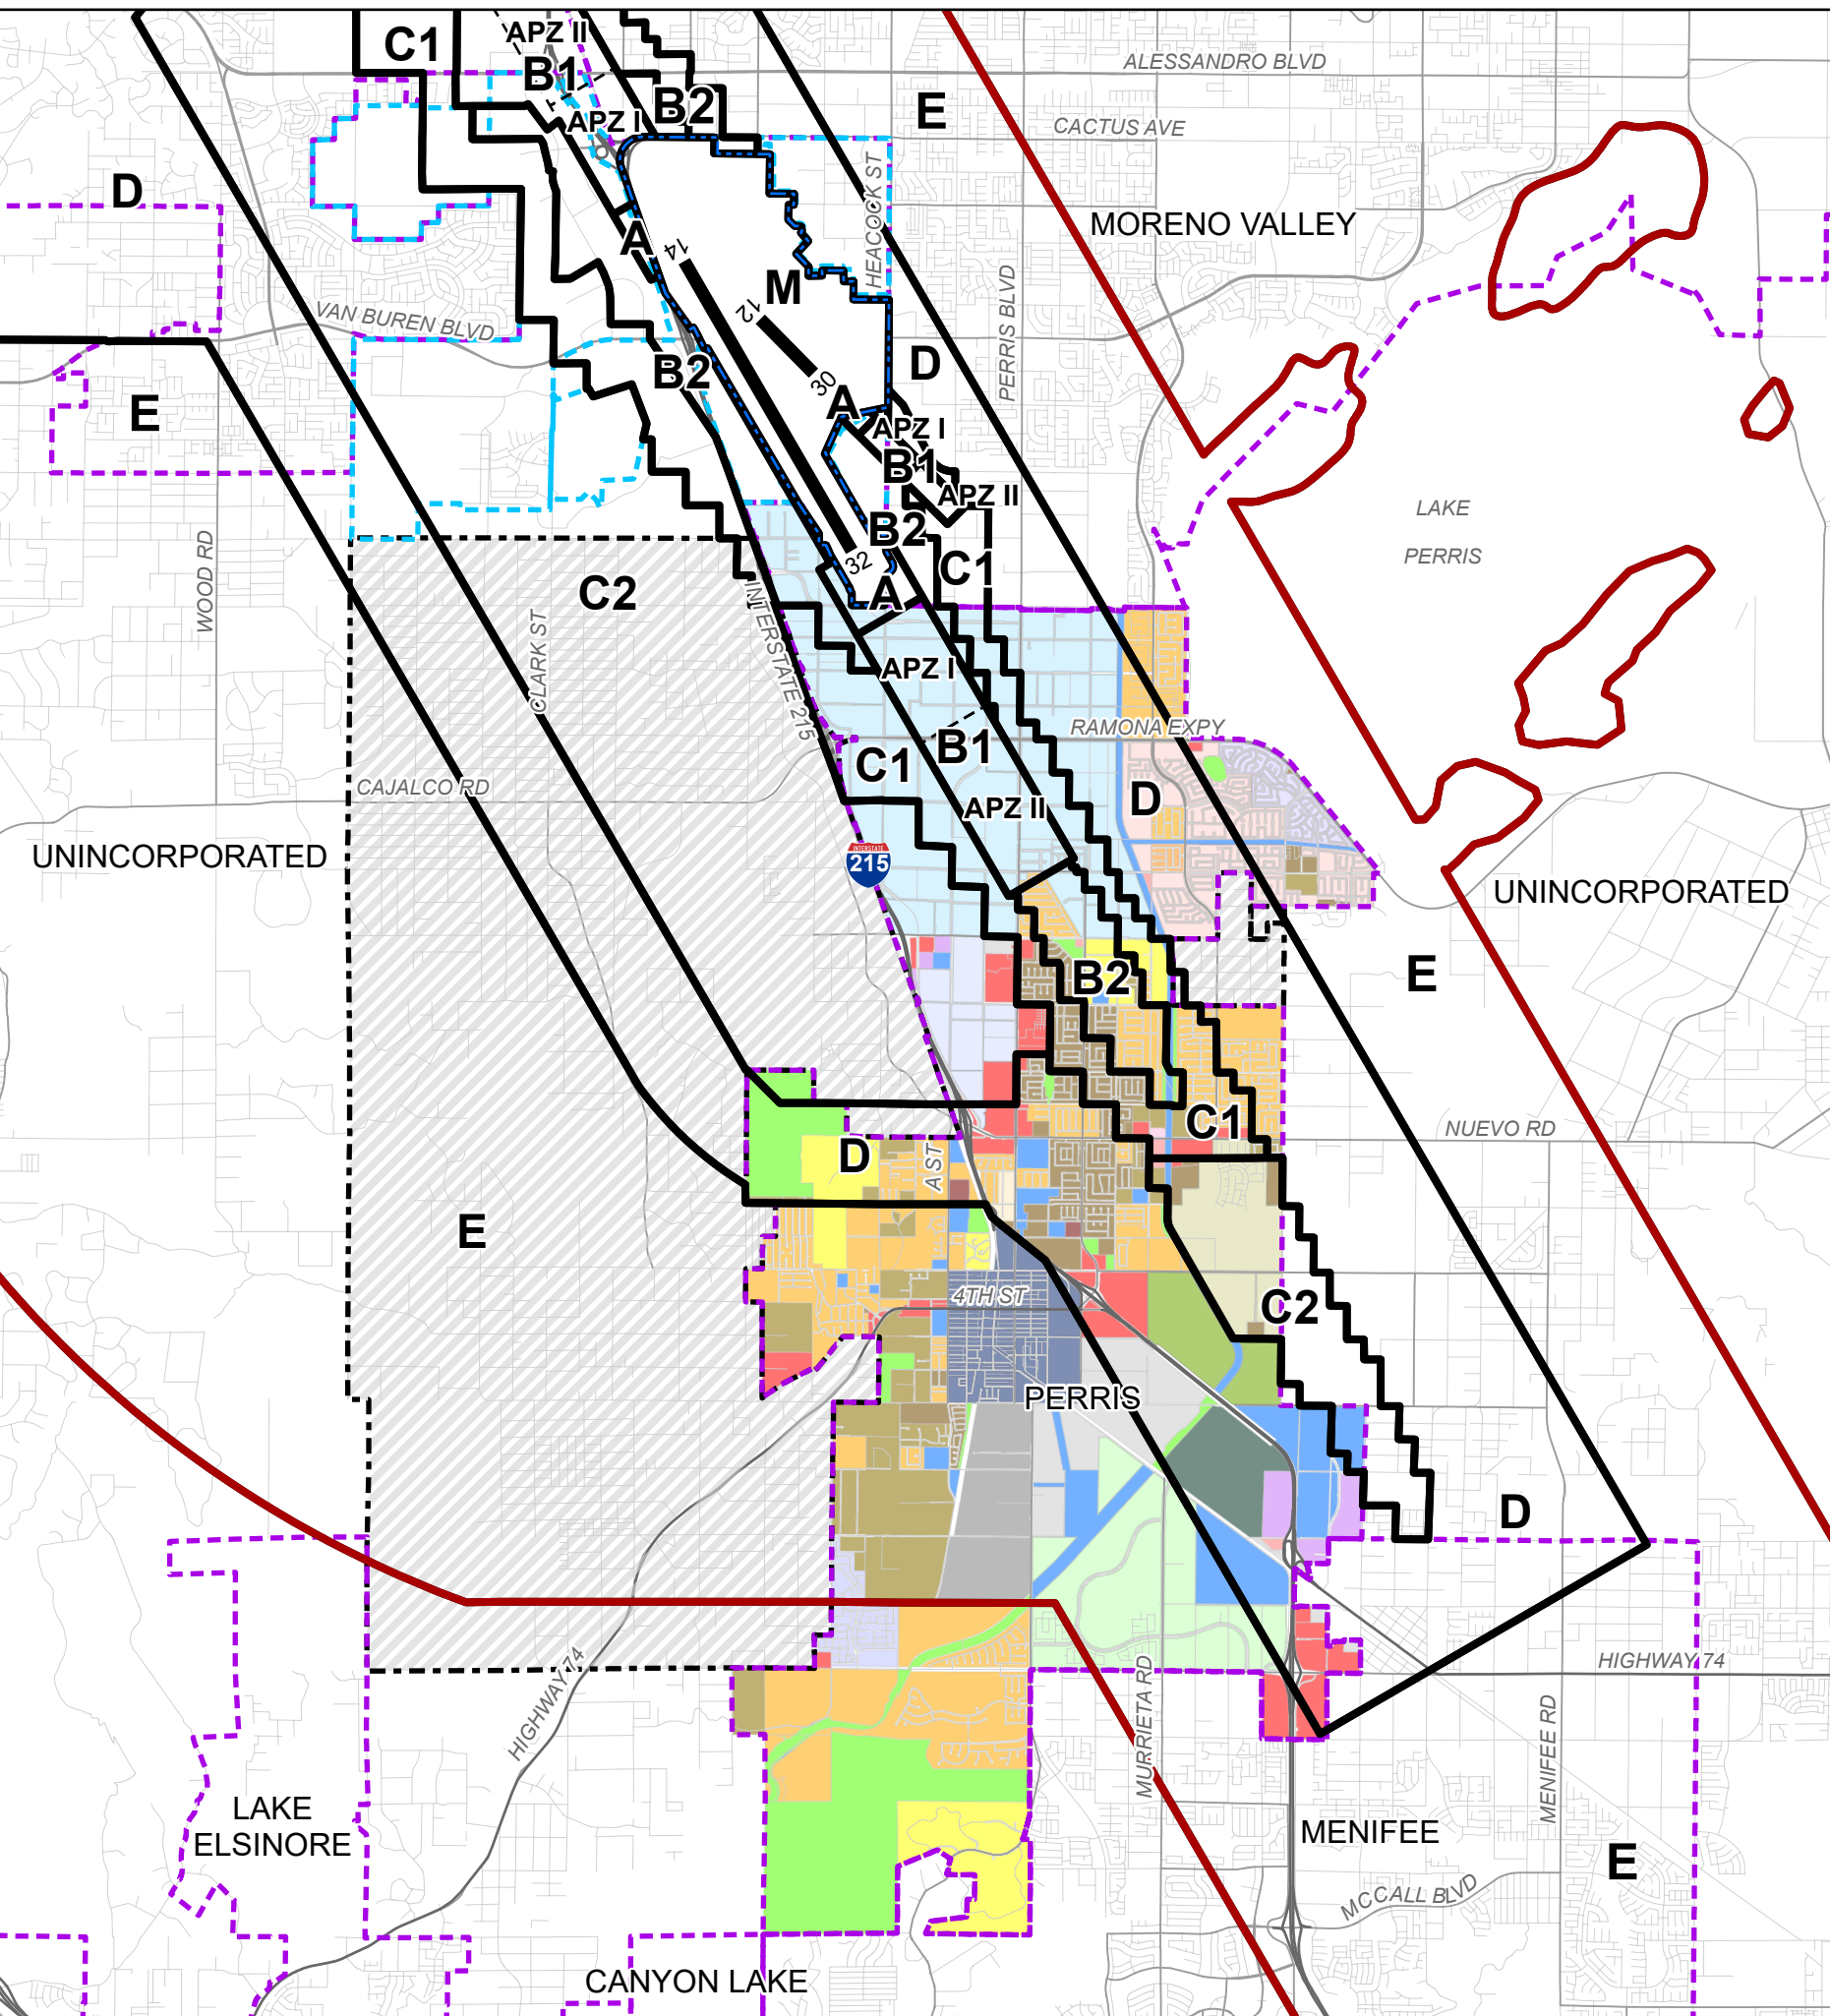 APZ II
C1
ALESSANDRO BLVD
B1
B2
E
APZ I
CACTUS AVE
D
HEACOCK ST
MORENO VALLEY
A
14
M
12
PERRIS BLVD
VAN BUREN BLVD
B2
D
30
E
A
APZ I
B1
APZ II
LAKE
PERRIS
B2
WOOD RD
32
C1
C2
A
INTERSTATE 215
CLARK ST
APZ I
RAMONA EXPY
B1
C1
CAJALCO RD
D
APZ II
UNINCORPORATED
INTERSTATE
215
UNINCORPORATED
E
B2
C1
NUEVO RD
D
A ST
E
4TH ST
C2
PERRIS
D
HIGHWAY 74
HIGHWAY 74
MURRIETA RD
MENIFEE RD
LAKE
ELSINORE
MENIFEE
E
MCCALL BLVD
CANYON LAKE